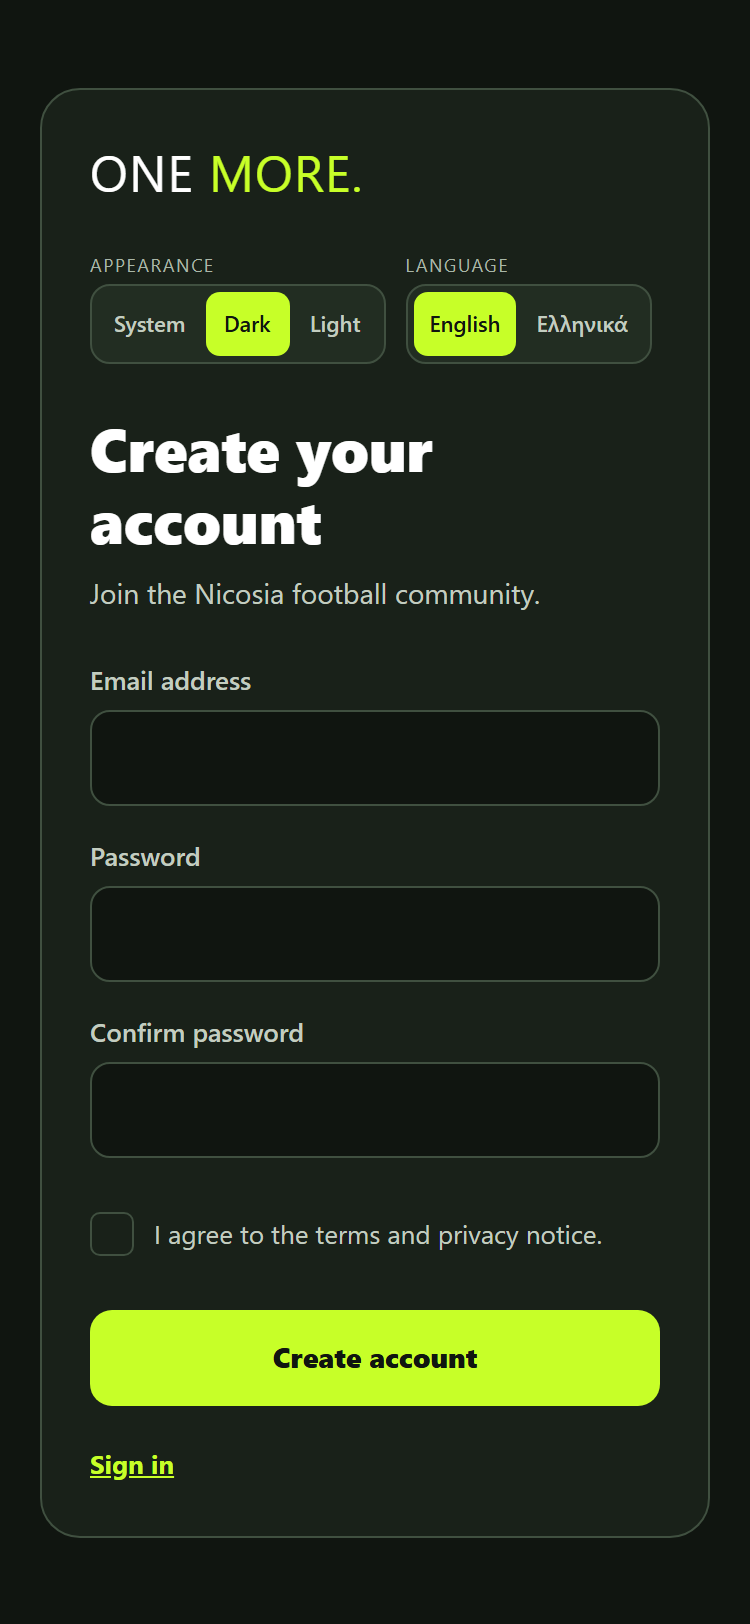 ONE MORE.
APPEARANCE LANGUAGE
System Dark Light English Ελληνικά
Create your
account
Join the Nicosia football community.
Email address
Password
Confirm password
I agree to the terms and privacy notice.
Create account
Sign in